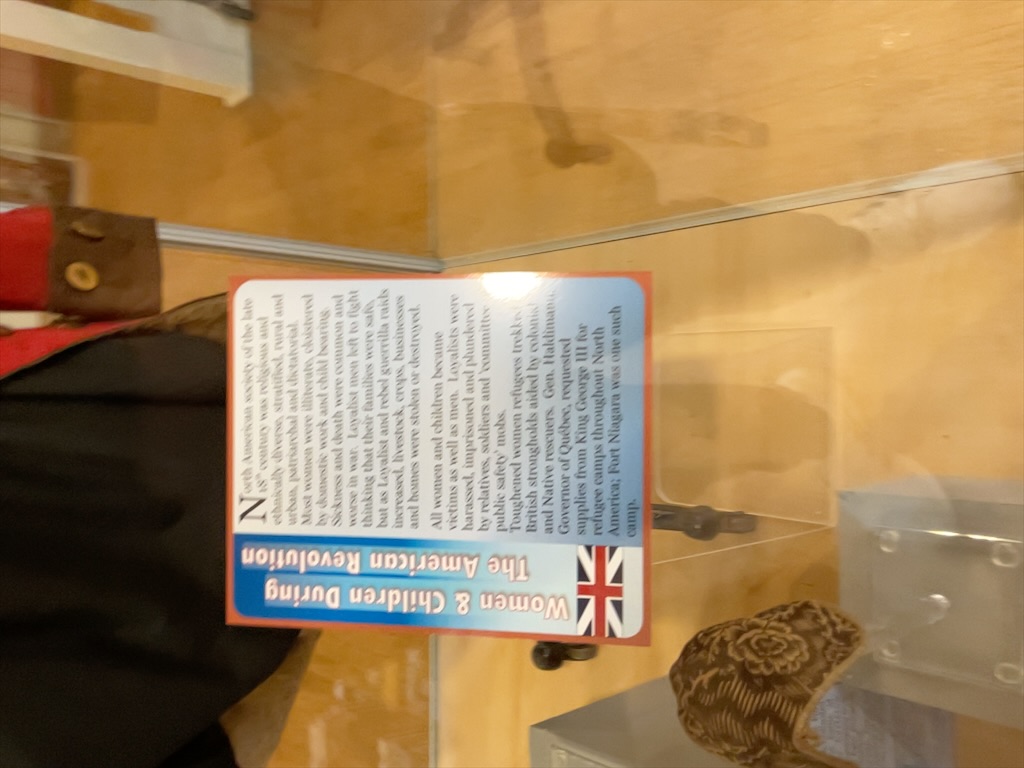 Women & Children During
The American Revolution
North American society of the late
18th century was religious and
ethnically diverse, stratified, rural and
urban, patriarchal and dictatorial.
Most women were illiterate, cloistered
by domestic work and child bearing.
Sickness and death were common and
worse in war. Loyalist men left to fight
thinking that their families were safe,
but as Loyalist and rebel guerrilla raids
increased, livestock, crops, businesses
and homes were stolen or destroyed.
All women and children became
victims as well as men. Loyalists were
harassed, imprisoned and plundered
by relatives, soldiers and 'committee
public safety' mobs.
Toughened women refugees trekked
British strongholds aided by colonial
and Native rescuers. Gen. Haldimand,
Governor of Québec, requested
supplies from King George III for
refugee camps throughout North
America; Fort Niagara was one such
camp.